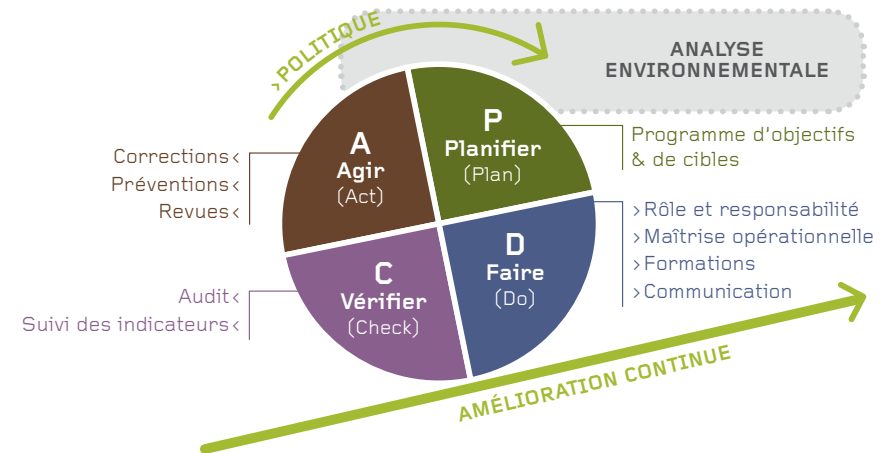 >POLITIQUE
ANALYSE
ENVIRONNEMENTALE
A
Agir
(Act)
P
Planifier
(Plan)
Corrections<
Préventions<
Revues<
Programme d'objectifs
& de cibles
D
Faire
(Do)
>Rôle et responsabilité
>Maîtrise opérationnelle
>Formations
>Communication
C
Vérifier
(Check)
Audit<
Suivi des indicateurs<
AMÉLIORATION CONTINUE